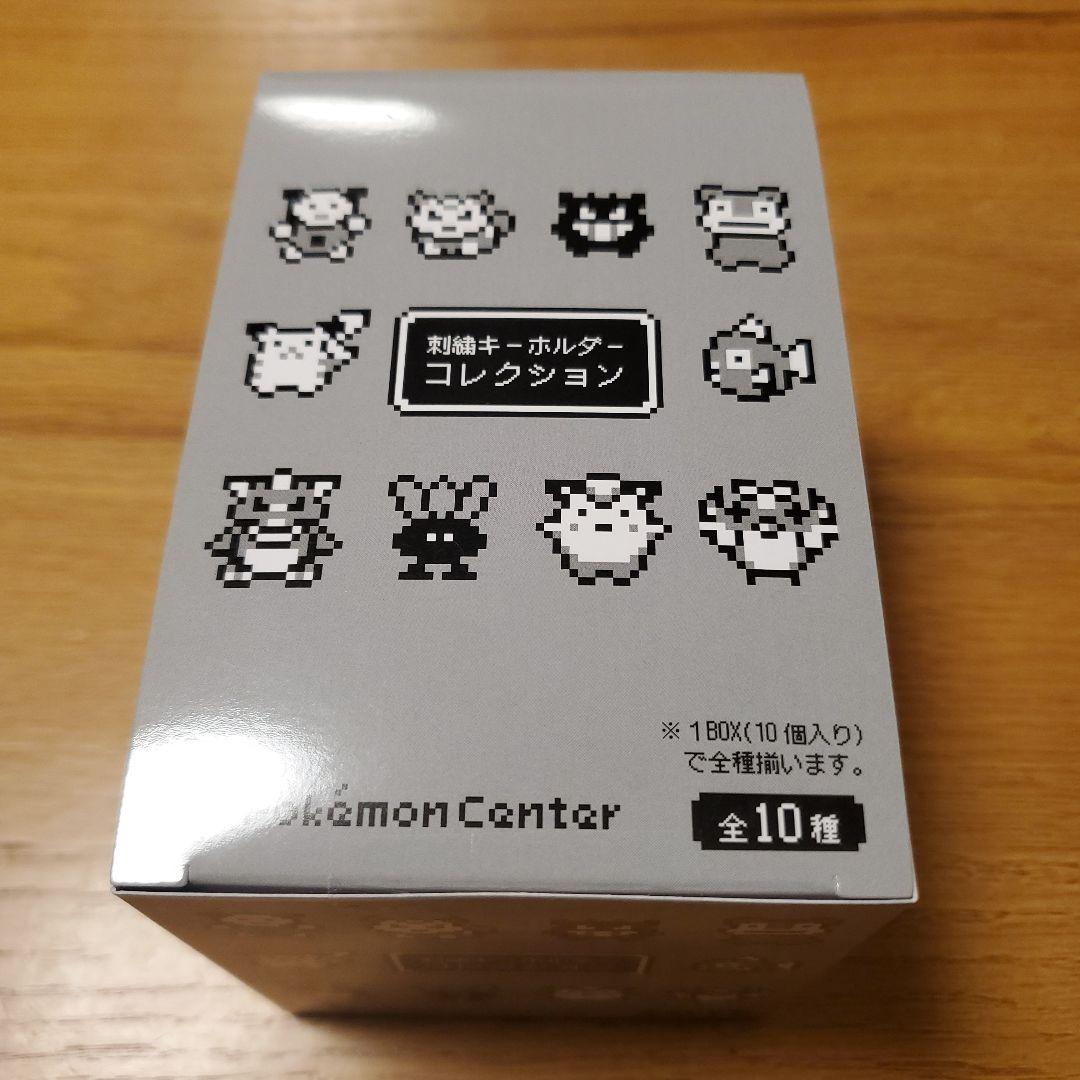 刺繍キーホルダー
コレクション
※1BOX(10個入り)
で全種揃います。
Pokémon Center
全10種